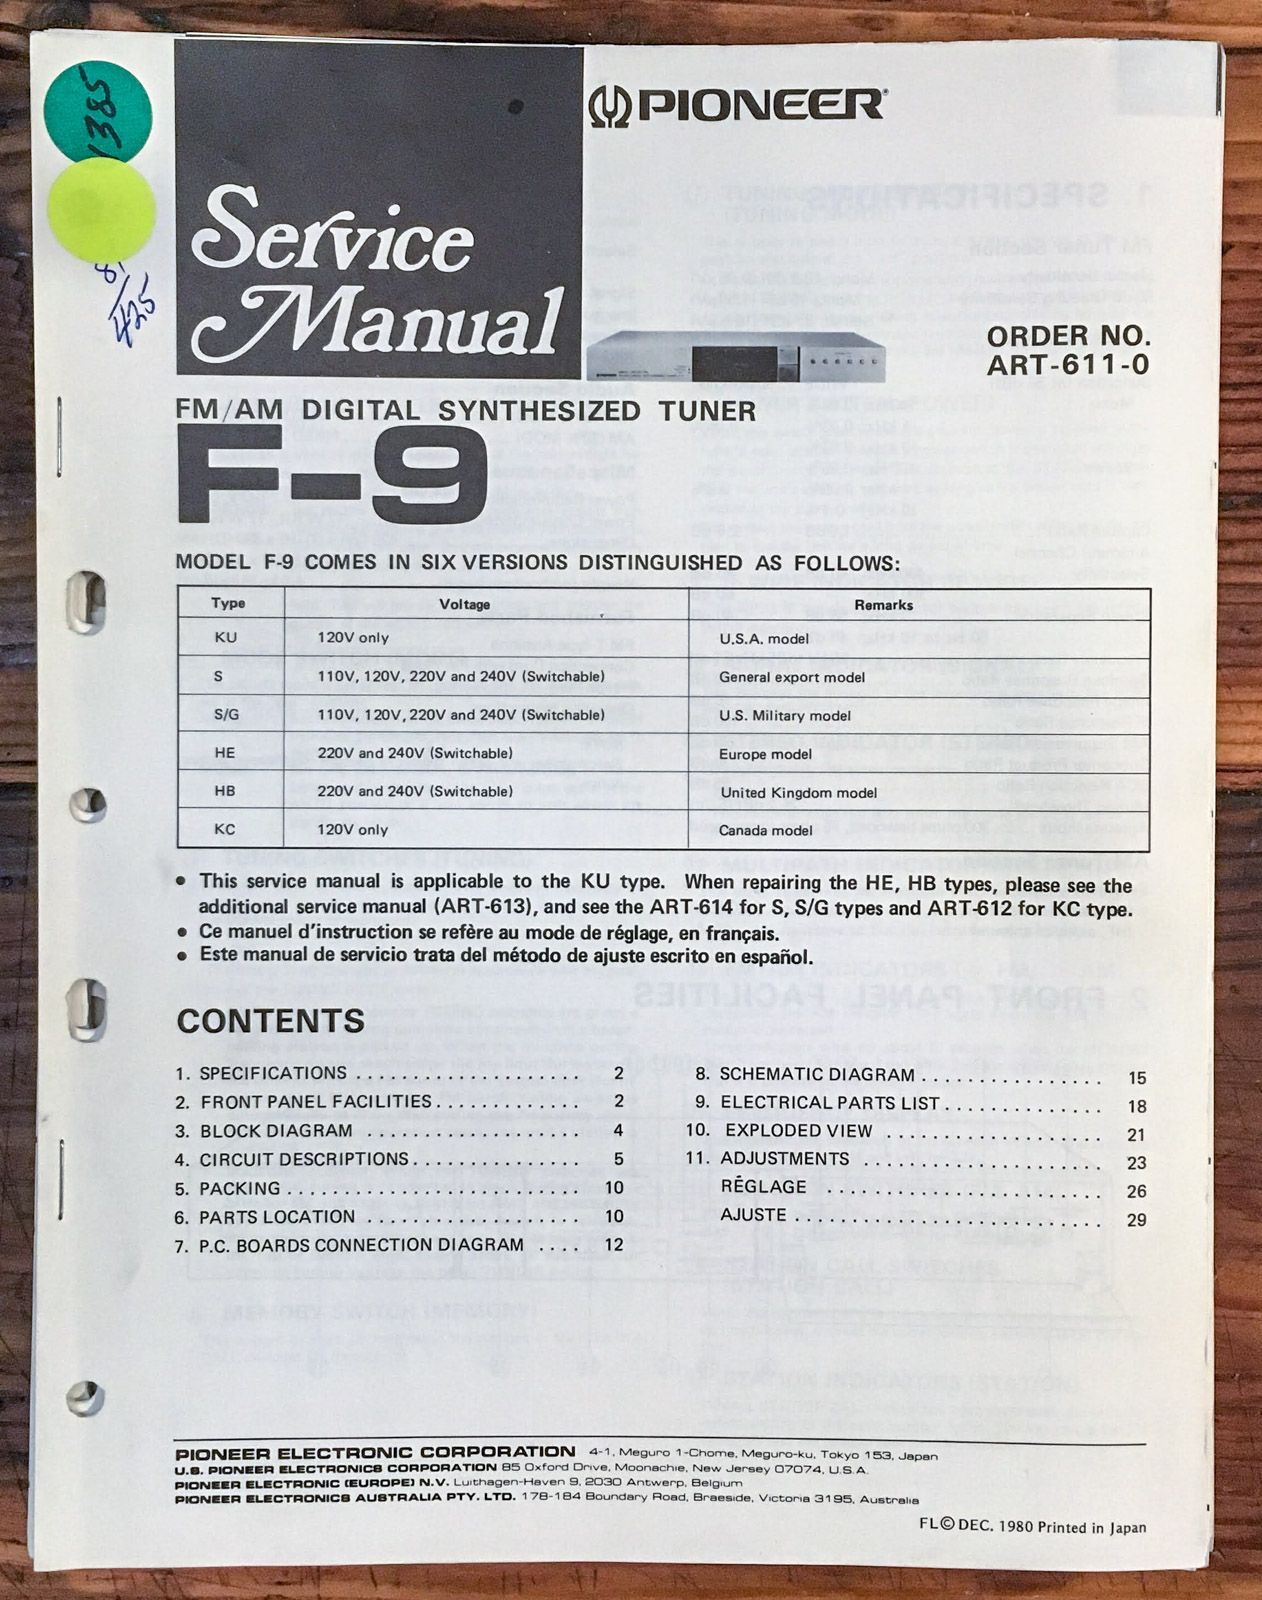 1385
81/425
Service
Manual
PIONEER®
ORDER NO.
ART-611-0
FM/AM DIGITAL SYNTHESIZED TUNER
F-9
MODEL F-9 COMES IN SIX VERSIONS DISTINGUISHED AS FOLLOWS:
Type Voltage Remarks
KU 120V only U.S.A. model
S 110V, 120V, 220V and 240V (Switchable) General export model
S/G 110V, 120V, 220V and 240V (Switchable) U.S. Military model
HE 220V and 240V (Switchable) Europe model
HB 220V and 240V (Switchable) United Kingdom model
KC 120V only Canada model
• This service manual is applicable to the KU type. When repairing the HE, HB types, please see the
additional service manual (ART-613), and see the ART-614 for S, S/G types and ART-612 for KC type.
• Ce manuel d'instruction se refère au mode de réglage, en français.
• Este manual de servicio trata del método de ajuste escrito en español.
CONTENTS
1. SPECIFICATIONS . . . . . . . . . . . . . . . . . . 2
2. FRONT PANEL FACILITIES . . . . . . . . . . . . . 2
3. BLOCK DIAGRAM . . . . . . . . . . . . . . . . . . . 4
4. CIRCUIT DESCRIPTIONS . . . . . . . . . . . . . . . 5
5. PACKING . . . . . . . . . . . . . . . . . . . . . . . . . . 10
6. PARTS LOCATION . . . . . . . . . . . . . . . . . . . 10
7. P.C. BOARDS CONNECTION DIAGRAM . . . . 12
8. SCHEMATIC DIAGRAM . . . . . . . . . . . . . . . . 15
9. ELECTRICAL PARTS LIST . . . . . . . . . . . . . . 18
10. EXPLODED VIEW . . . . . . . . . . . . . . . . . . . 21
11. ADJUSTMENTS . . . . . . . . . . . . . . . . . . . . . 23
RÉGLAGE . . . . . . . . . . . . . . . . . . . . . . . . 26
AJUSTE . . . . . . . . . . . . . . . . . . . . . . . . . . . 29
PIONEER ELECTRONIC CORPORATION 4-1, Meguro 1-Chome, Meguro-ku, Tokyo 153, Japan
U.S. PIONEER ELECTRONICS CORPORATION 85 Oxford Drive, Moonachie, New Jersey 07074, U.S.A.
PIONEER ELECTRONIC (EUROPE) N.V. Luithagen-Haven 9, 2030 Antwerp, Belgium
PIONEER ELECTRONICS AUSTRALIA PTY. LTD. 178-184 Boundary Road, Braeside, Victoria 3195, Australia
FL © DEC. 1980 Printed in Japan